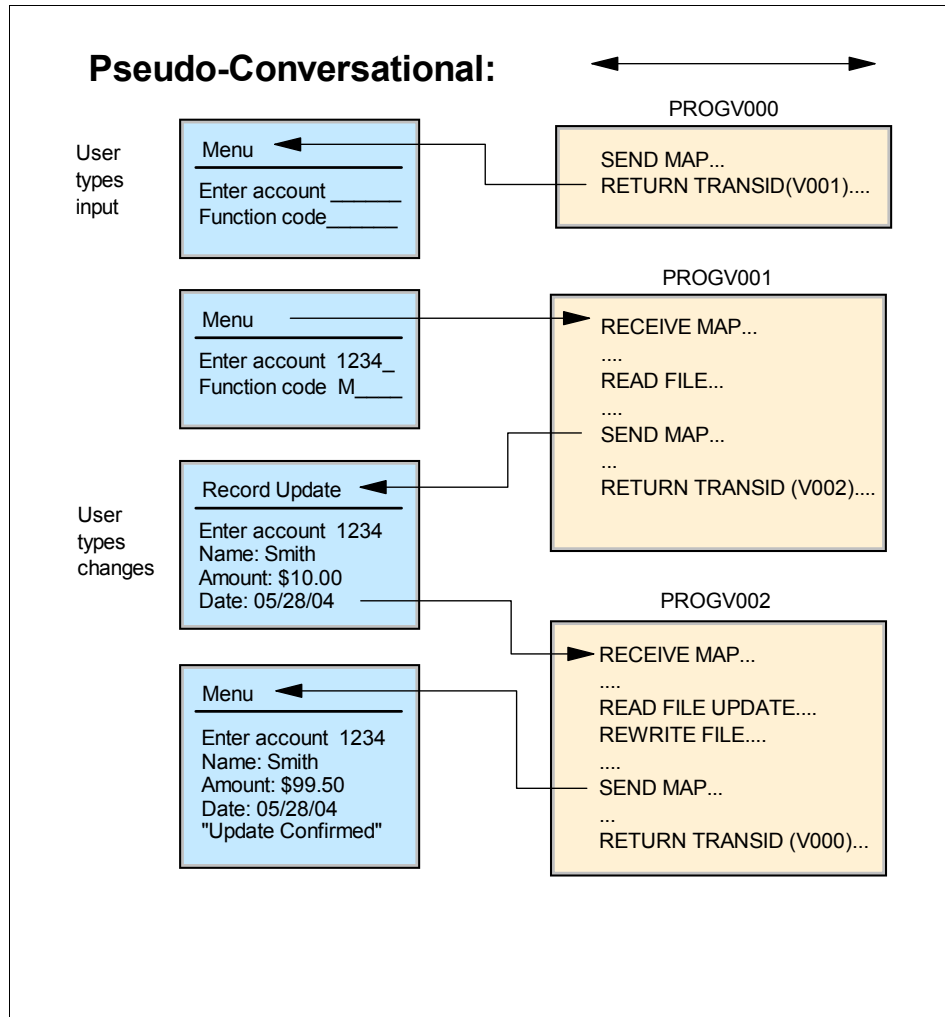 Pseudo-Conversational:
User
types
input
Menu
Enter account ______
Function code______
PROGV000
SEND MAP...
RETURN TRANSID(V001)....
Menu
Enter account 1234_
Function code M____
PROGV001
RECEIVE MAP...
....
READ FILE...
....
SEND MAP...
...
RETURN TRANSID (V002)....
User
types
changes
Record Update
Enter account 1234
Name: Smith
Amount: $10.00
Date: 05/28/04
PROGV002
RECEIVE MAP...
....
READ FILE UPDATE....
REWRITE FILE....
....
SEND MAP...
...
RETURN TRANSID (V000)...
Menu
Enter account 1234
Name: Smith
Amount: $99.50
Date: 05/28/04
"Update Confirmed"